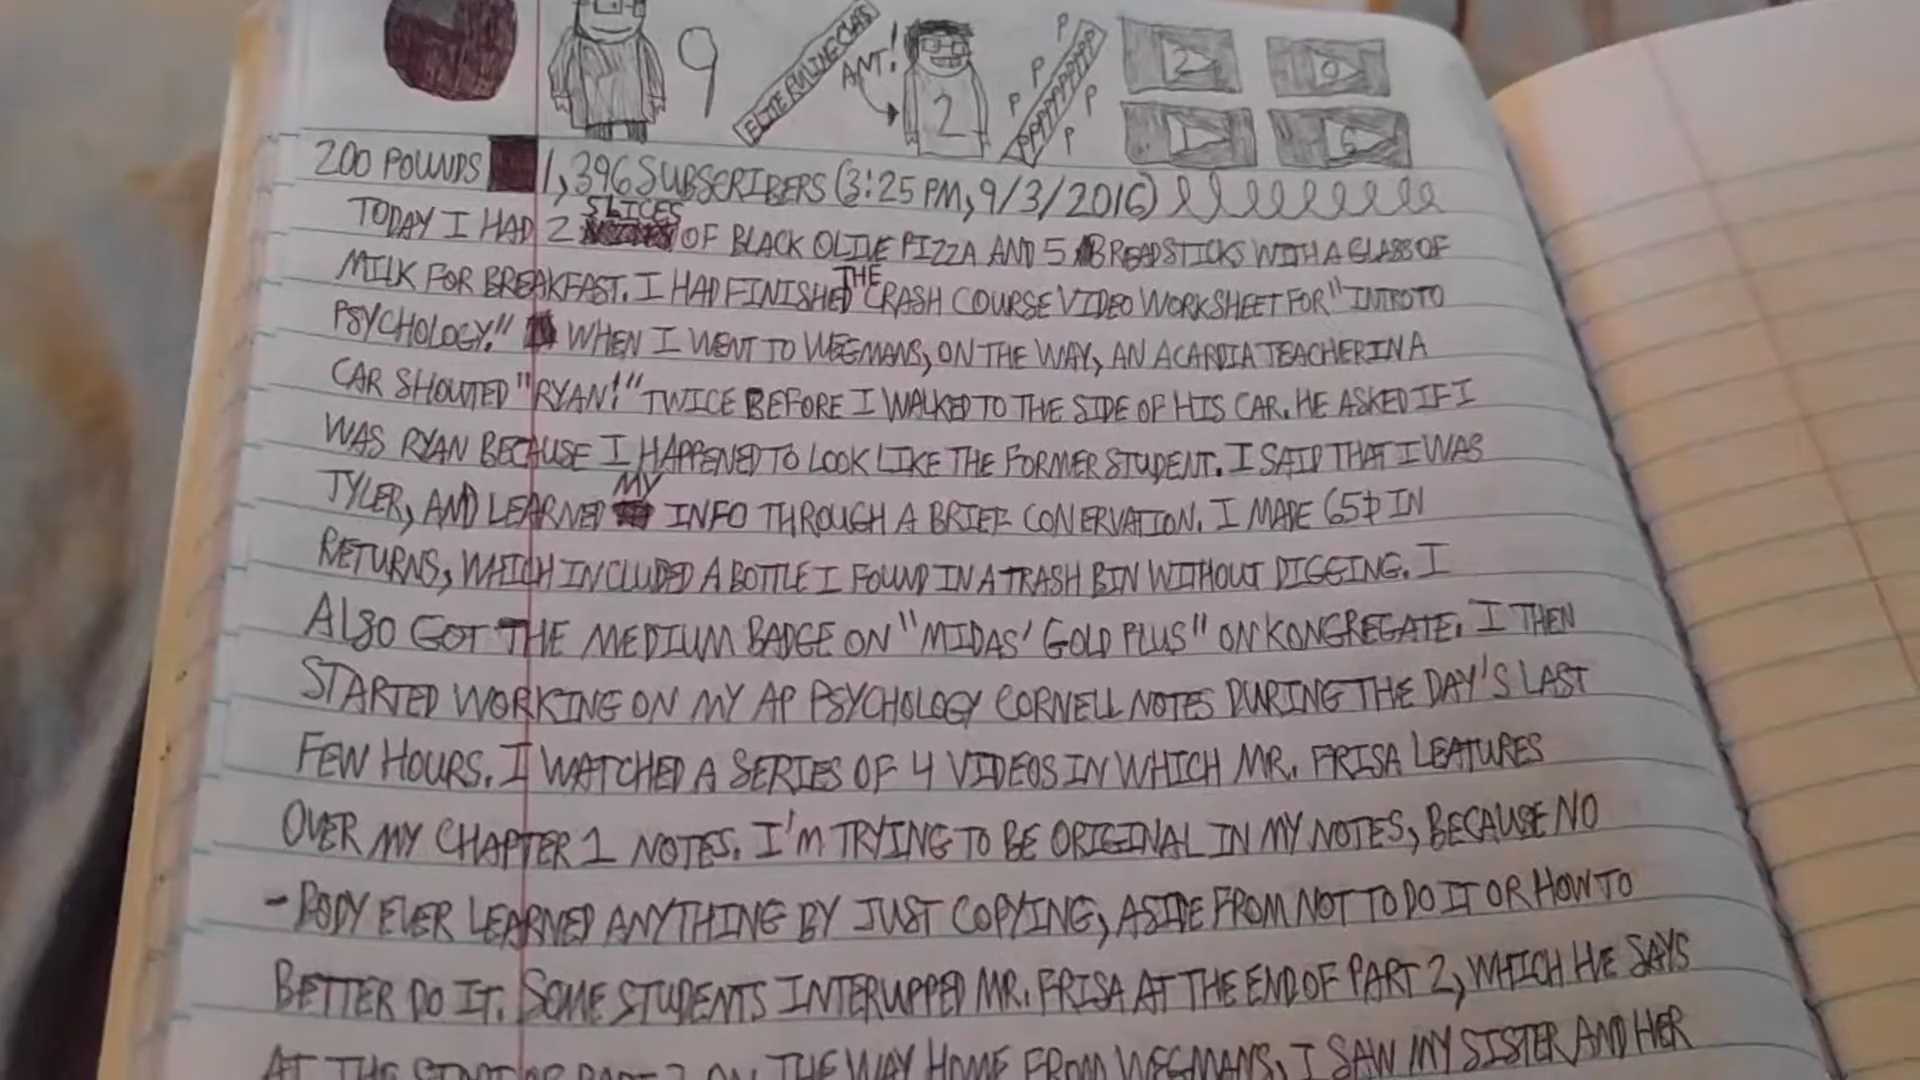 9
ELITE RULING CLASS
ANT!
2
P P P P P P
PPPPPPPPPP
2 0
1 6
200 POUNDS 1,396 SUBSCRIBERS (3:25 PM, 9/3/2016)
TODAY I HAD 2 SLICES OF BLACK OLIVE PIZZA AND 5 BREADSTICKS WITH A GLASS OF
MILK FOR BREAKFAST. I HAD FINISHED THE CRASH COURSE VIDEO WORKSHEET FOR "INTRO TO
PSYCHOLOGY." WHEN I WENT TO WEGMANS, ON THE WAY, AN ACARDIA TEACHER IN A
CAR SHOUTED "RYAN!" TWICE BEFORE I WALKED TO THE SIDE OF HIS CAR. HE ASKED IF I
WAS RYAN BECAUSE I HAPPENED TO LOOK LIKE THE FORMER STUDENT. I SAID THAT I WAS
TYLER, AND LEARNED MY INFO THROUGH A BRIEF CONERVATION. I MADE 65¢ IN
RETURNS, WHICH INCLUDED A BOTTLE I FOUND IN A TRASH BIN WITHOUT DIGGING. I
ALSO GOT THE MEDIUM BADGE ON "MIDAS' GOLD PLUS" ON KONGREGATE. I THEN
STARTED WORKING ON MY AP PSYCHOLOGY CORNELL NOTES DURING THE DAY'S LAST
FEW HOURS. I WATCHED A SERIES OF 4 VIDEOS IN WHICH MR. FRISA LEATURES
OVER MY CHAPTER 1 NOTES. I'M TRYING TO BE ORIGINAL IN MY NOTES, BECAUSE NO
-BODY EVER LEARNED ANYTHING BY JUST COPYING, ASIDE FROM NOT TO DO IT OR HOW TO
BETTER DO IT. SOME STUDENTS INTERUPPED MR. FRISA AT THE END OF PART 2, WHICH HE SAYS
AT THE START OF PART 3. ON THE WAY HOME FROM WEGMANS, I SAW MY SISTER AND HER